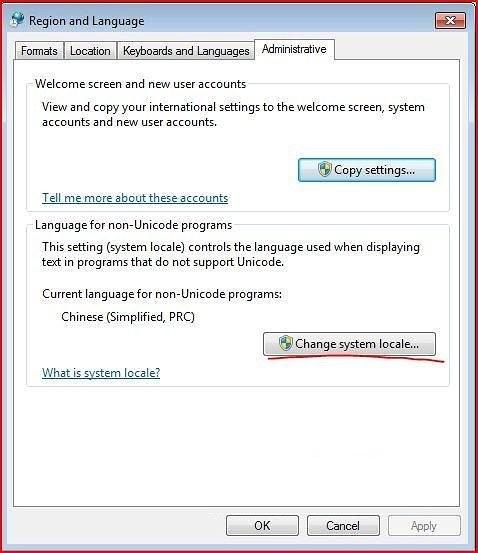 Region and Language
Formats
Location
Keyboards and Languages
Administrative
Welcome screen and new user accounts
View and copy your international settings to the welcome screen, system
accounts and new user accounts.
Copy settings...
Tell me more about these accounts
Language for non-Unicode programs
This setting (system locale) controls the language used when displaying
text in programs that do not support Unicode.
Current language for non-Unicode programs:
Chinese (Simplified, PRC)
Change system locale...
What is system locale?
OK
Cancel
Apply